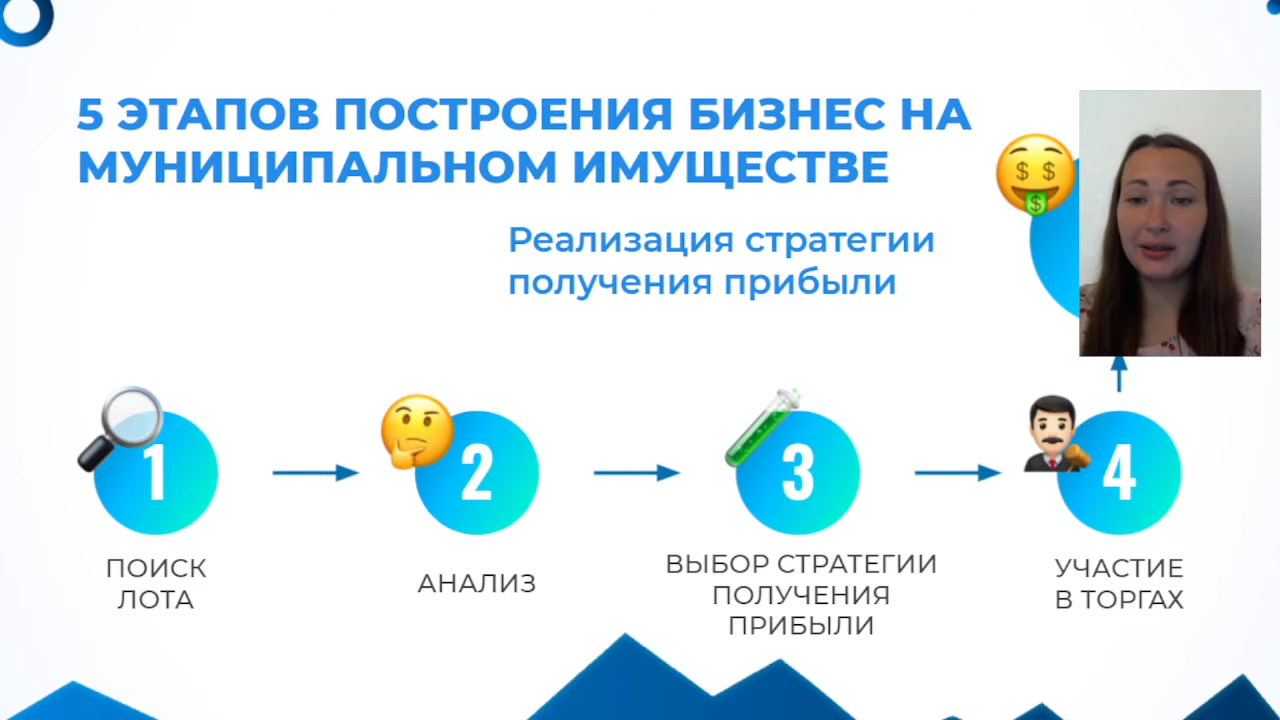 5 ЭТАПОВ ПОСТРОЕНИЯ БИЗНЕС НА
МУНИЦИПАЛЬНОМ ИМУЩЕСТВЕ
Реализация стратегии
получения прибыли
1
2
3
4
ПОИСК
ЛОТА
АНАЛИЗ
ВЫБОР СТРАТЕГИИ
ПОЛУЧЕНИЯ
ПРИБЫЛИ
УЧАСТИЕ
В ТОРГАХ